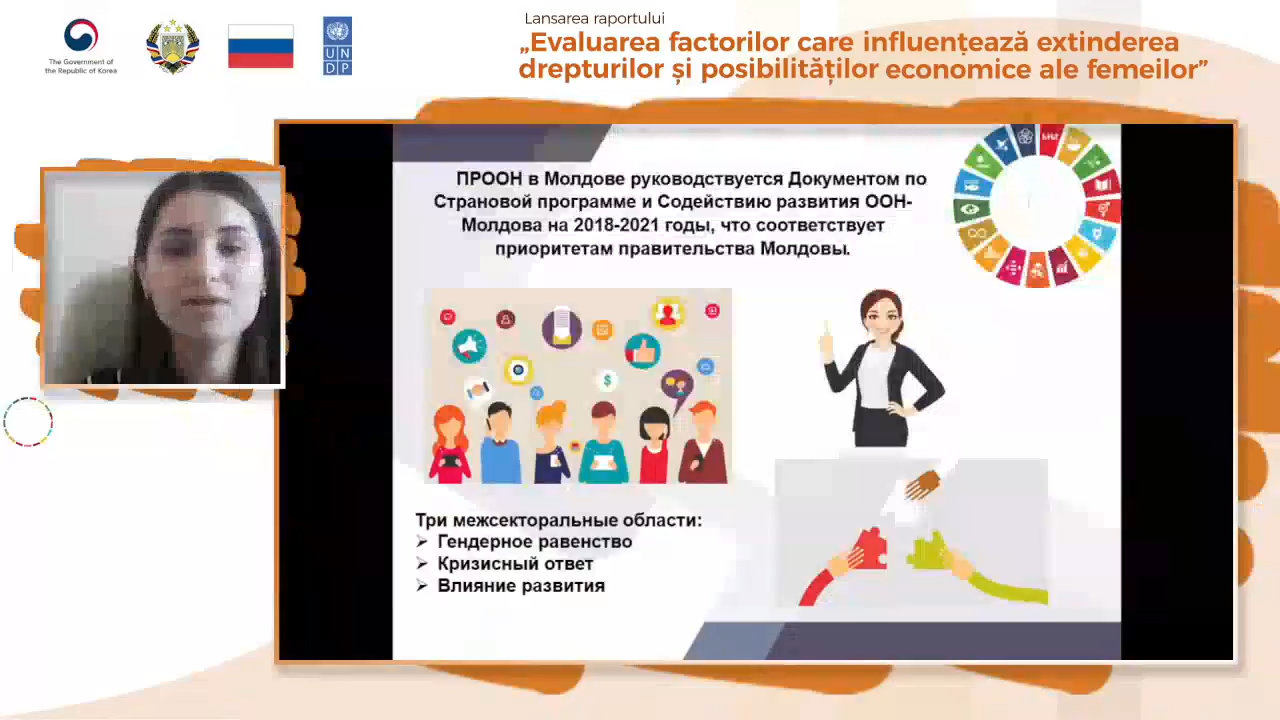 The Government of
the Republic of Korea
U N
D P
Lansarea raportului
„Evaluarea factorilor care influențează extinderea
drepturilor și posibilităților economice ale femeilor”
ПРООН в Молдове руководствуется Документом по
Страновой программе и Содействию развития ООН-
Молдова на 2018-2021 годы, что соответствует
приоритетам правительства Молдовы.
$
Три межсекторальные области:
➢ Гендерное равенство
➢ Кризисный ответ
➢ Влияние развития